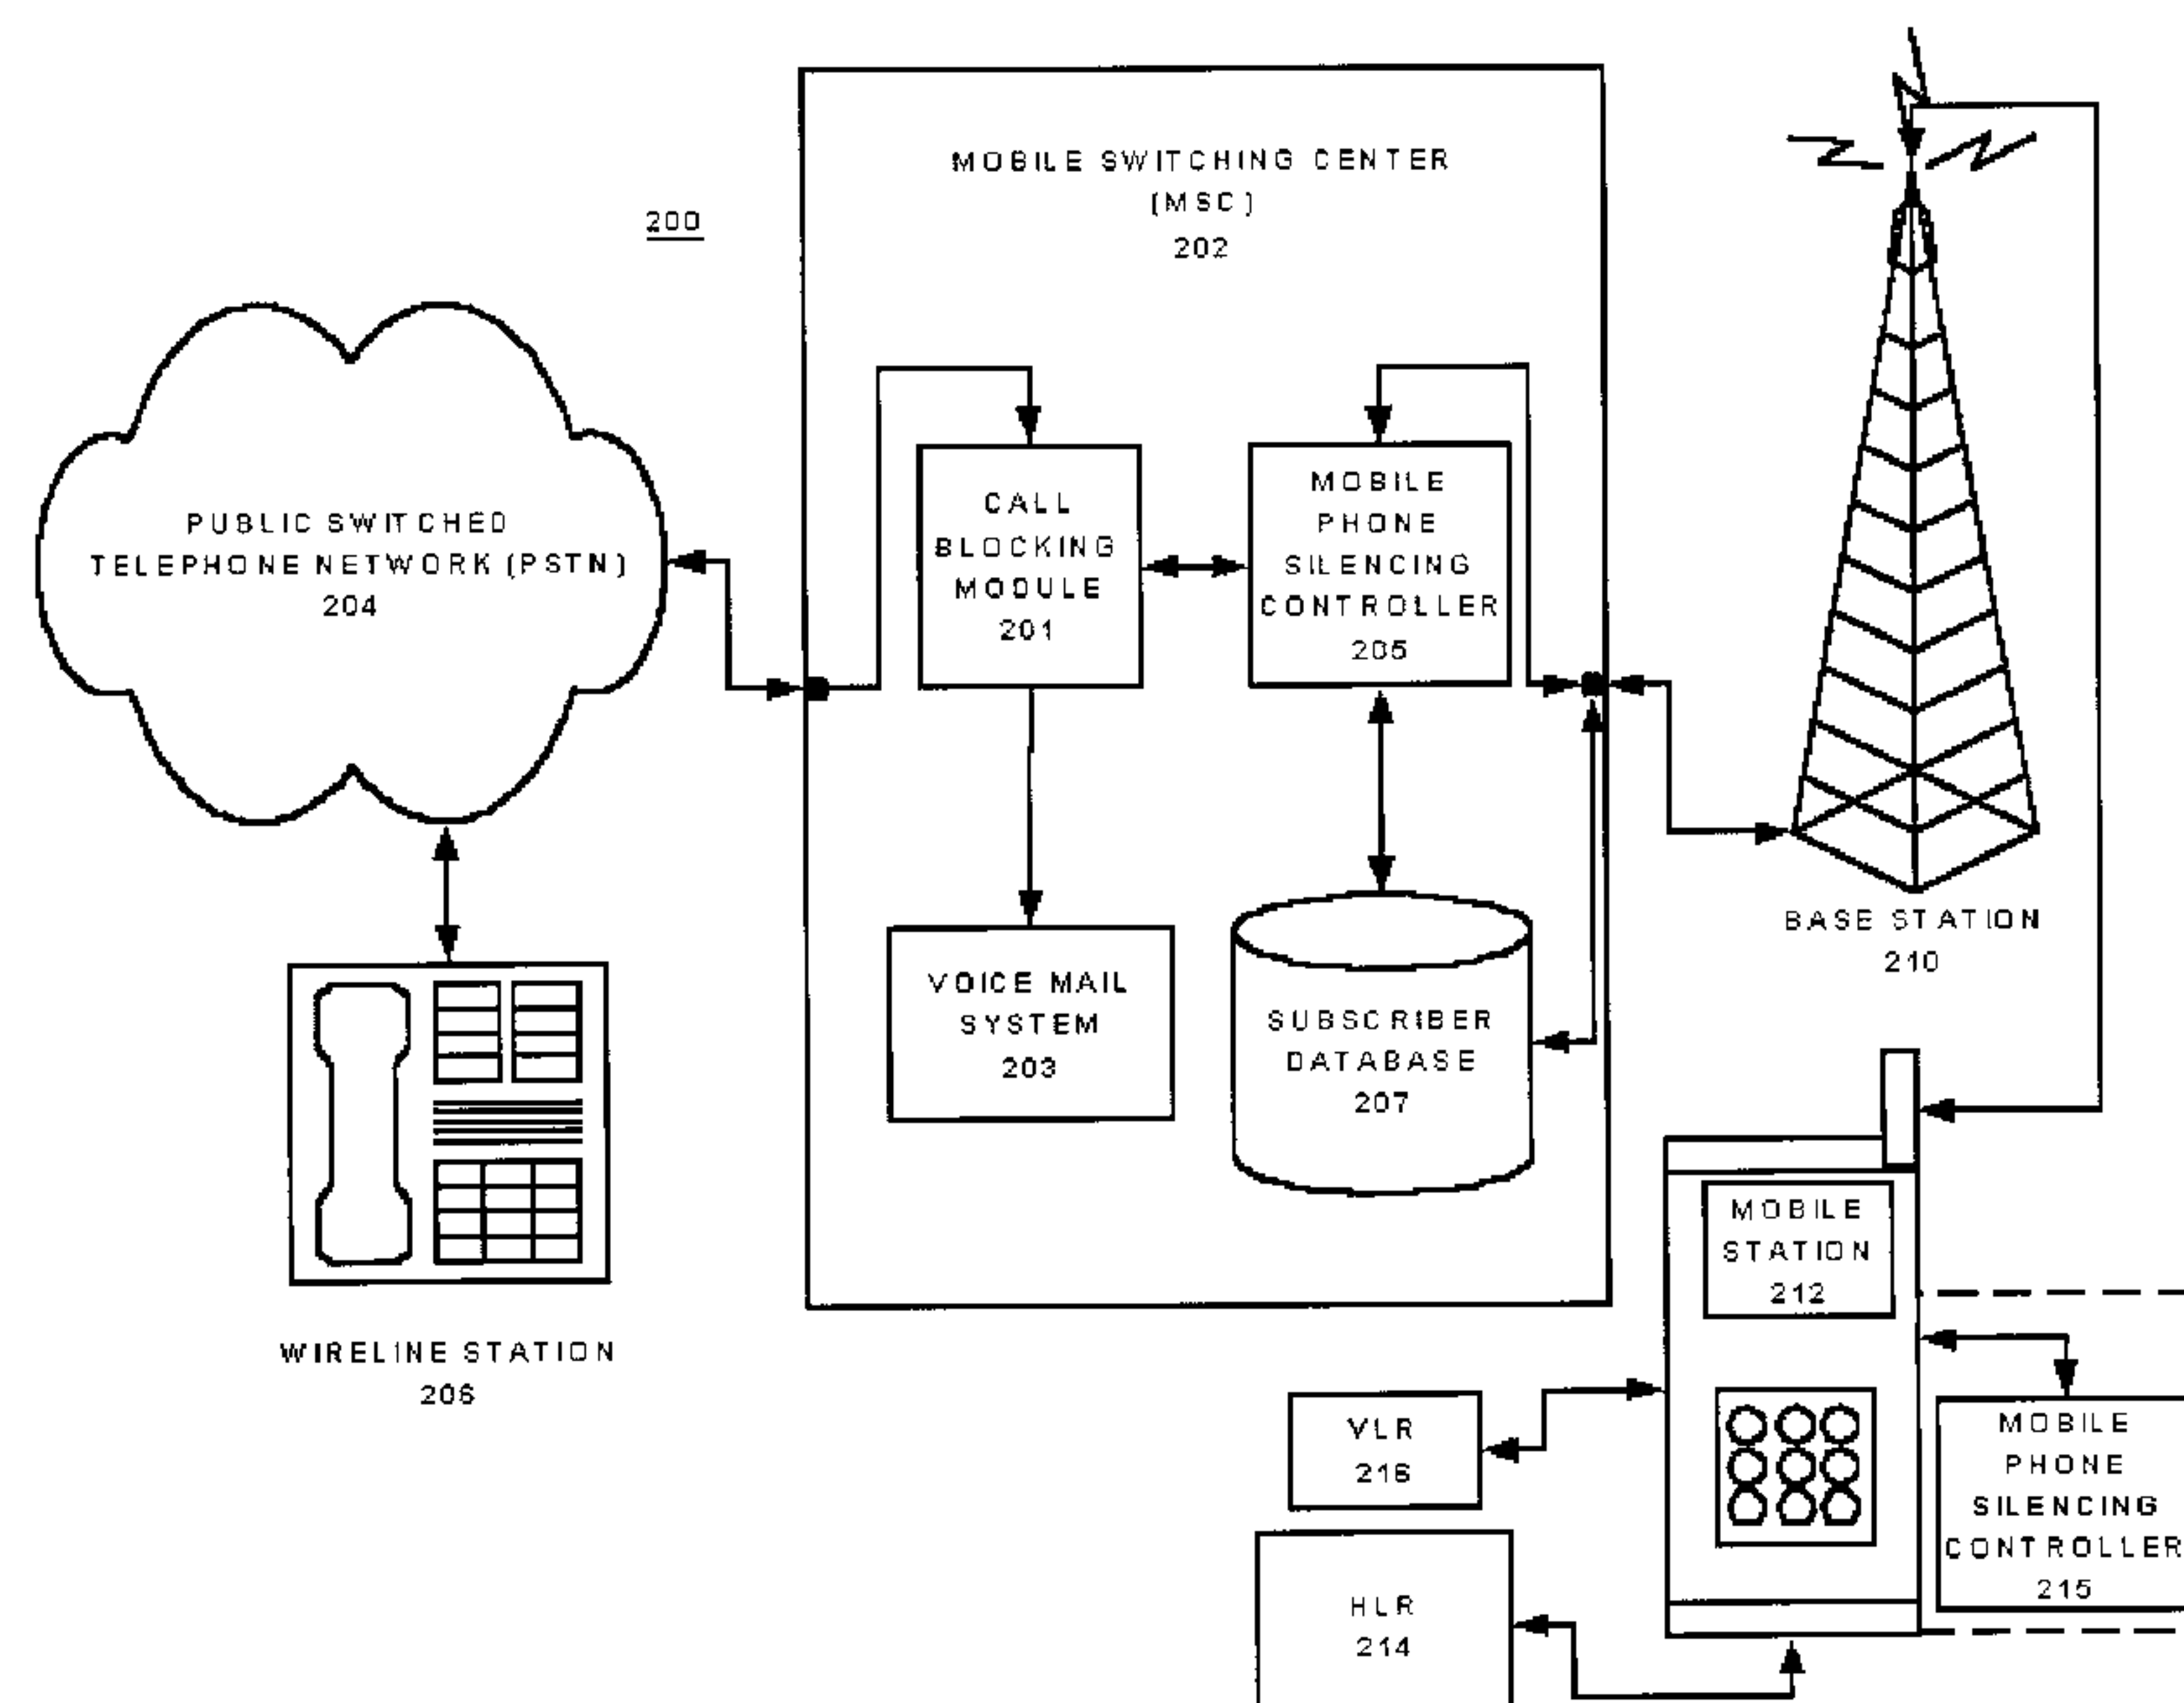 200
MOBILE SWITCHING CENTER
(MSC)
202
PUBLIC SWITCHED
TELEPHONE NETWORK (PSTN)
204
CALL
BLOCKING
MODULE
201
MOBILE
PHONE
SILENCING
CONTROLLER
205
VOICE MAIL
SYSTEM
203
SUBSCRIBER
DATABASE
207
BASE STATION
210
WIRELINE STATION
206
MOBILE
STATION
212
VLR
216
HLR
214
MOBILE
PHONE
SILENCING
CONTROLLER
215